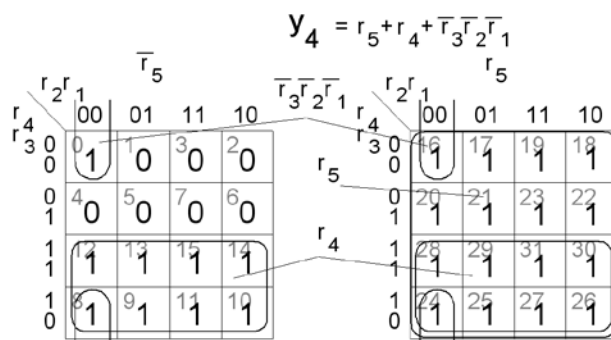 y₄ = r₅+r₄+r̅₃r̅₂r̅₁
r̅₅ r₅
r₂r₁ r̅₃r̅₂r̅₁ r₂r₁
00 01 11 10 00 01 11 10
r₄ r₃ r₄ r₃
0 0 0 1 1 0 3 0 2 0 0 0 16 1 17 1 19 1 18 1
0 1 4 0 5 0 7 0 6 0 r₅ 0 1 20 1 21 1 23 1 22 1
1 1 12 1 13 1 15 1 14 1 r₄ 1 1 28 1 29 1 31 1 30 1
1 0 8 1 9 1 11 1 10 1 1 0 24 1 25 1 27 1 26 1